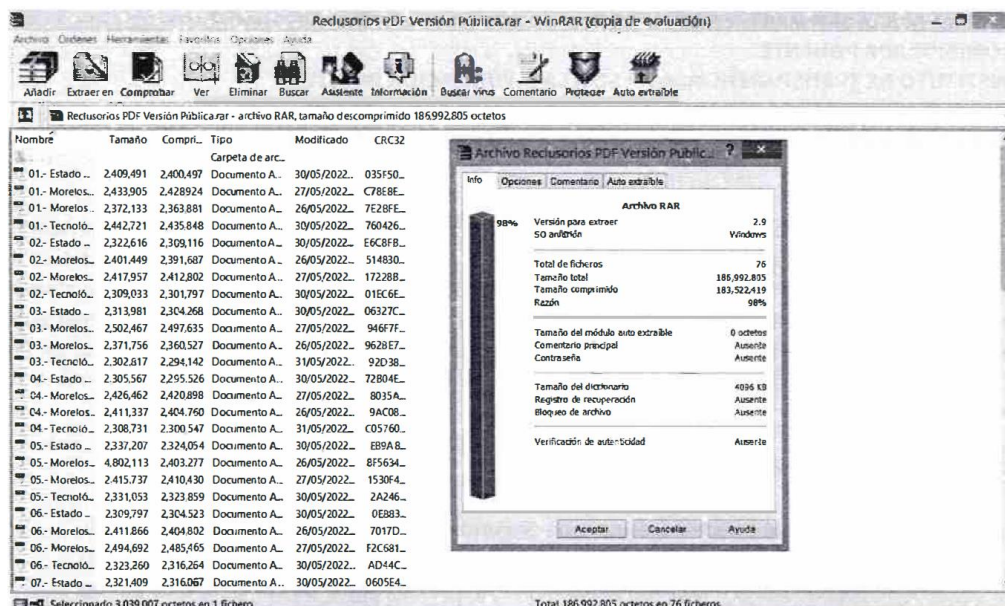 Reclusorios PDF Versión Pública.rar - WinRAR (copia de evaluación)
Archivo Ordenes Herramientas Favoritos Opciones Ayuda
Añadir Extraer en Comprobar Ver Eliminar Buscar Asistente Información Buscar virus Comentario Proteger Auto extraíble
Reclusorios PDF Versión Pública.rar - archivo RAR, tamaño descomprimido 186,992,805 octetos
Nombre Tamaño Compri... Tipo Modificado CRC32
Carpeta de arc...
01.- Estado ... 2,409,491 2,400,497 Documento A... 30/05/2022... 035F50...
01.- Morelos... 2,433,905 2,428924 Documento A... 27/05/2022... C78E8E...
01.- Morelos... 2,372,133 2,363,881 Documento A... 26/05/2022... 7E28FE...
01.- Tecnoló... 2,442,721 2,435,848 Documento A... 30/05/2022... 760426...
02.- Estado ... 2,322,616 2,309,116 Documento A... 30/05/2022... E6C8FB...
02.- Morelos... 2,401,449 2,391,687 Documento A... 26/05/2022... 514830...
02.- Morelos... 2,417,957 2,412,802 Documento A... 27/05/2022... 17228B...
02.- Tecnoló... 2,309,033 2,301,797 Documento A... 30/05/2022... 01EC6E...
03.- Estado ... 2,313,981 2,304,268 Documento A... 30/05/2022... 06327C...
03.- Morelos... 2,502,467 2,497,635 Documento A... 27/05/2022... 946F7F...
03.- Morelos... 2,371,756 2,360,527 Documento A... 26/05/2022... 9628E7...
03.- Tecnoló... 2,302,817 2,294,142 Documento A... 31/05/2022... 92D38...
04.- Estado ... 2,305,567 2,295,526 Documento A... 30/05/2022... 72B04E...
04.- Morelos... 2,426,462 2,420,898 Documento A... 27/05/2022... 8035A...
04.- Morelos... 2,411,337 2,404,760 Documento A... 26/05/2022... 9AC08...
04.- Tecnoló... 2,308,731 2,300,547 Documento A... 31/05/2022... C05760...
05.- Estado ... 2,337,207 2,324,054 Documento A... 30/05/2022... EB9A8...
05.- Morelos... 4,802,113 2,403,277 Documento A... 26/05/2022... 8F5634...
05.- Morelos... 2,415,737 2,410,430 Documento A... 27/05/2022... 1530F4...
05.- Tecnoló... 2,331,053 2,323,859 Documento A... 30/05/2022... 2A246...
06.- Estado ... 2,309,797 2,304,523 Documento A... 30/05/2022... 0EB83...
06.- Morelos... 2,411,866 2,404,802 Documento A... 26/05/2022... 7017D...
06.- Morelos... 2,494,692 2,485,465 Documento A... 27/05/2022... F2C681...
06.- Tecnoló... 2,323,260 2,316,264 Documento A... 30/05/2022... AD44C...
07.- Estado ... 2,321,409 2,316,067 Documento A... 30/05/2022... 0605E4...
Seleccionado 3,039,007 octetos en 1 fichero
Total 186,992,805 octetos en 76 ficheros
Archivo Reclusorios PDF Versión Públic...
Info Opciones Comentario Auto extraíble
Archivo RAR
98%
Versión para extraer 2.9
SO anfitrión Windows
Total de ficheros 76
Tamaño total 186,992,805
Tamaño comprimido 183,522,419
Razón 98%
Tamaño del módulo auto extraíble 0 octetos
Comentario principal Ausente
Contraseña Ausente
Tamaño del diccionario 4096 KB
Registro de recuperación Ausente
Bloqueo de archivo Ausente
Verificación de autenticidad Ausente
Aceptar Cancelar Ayuda